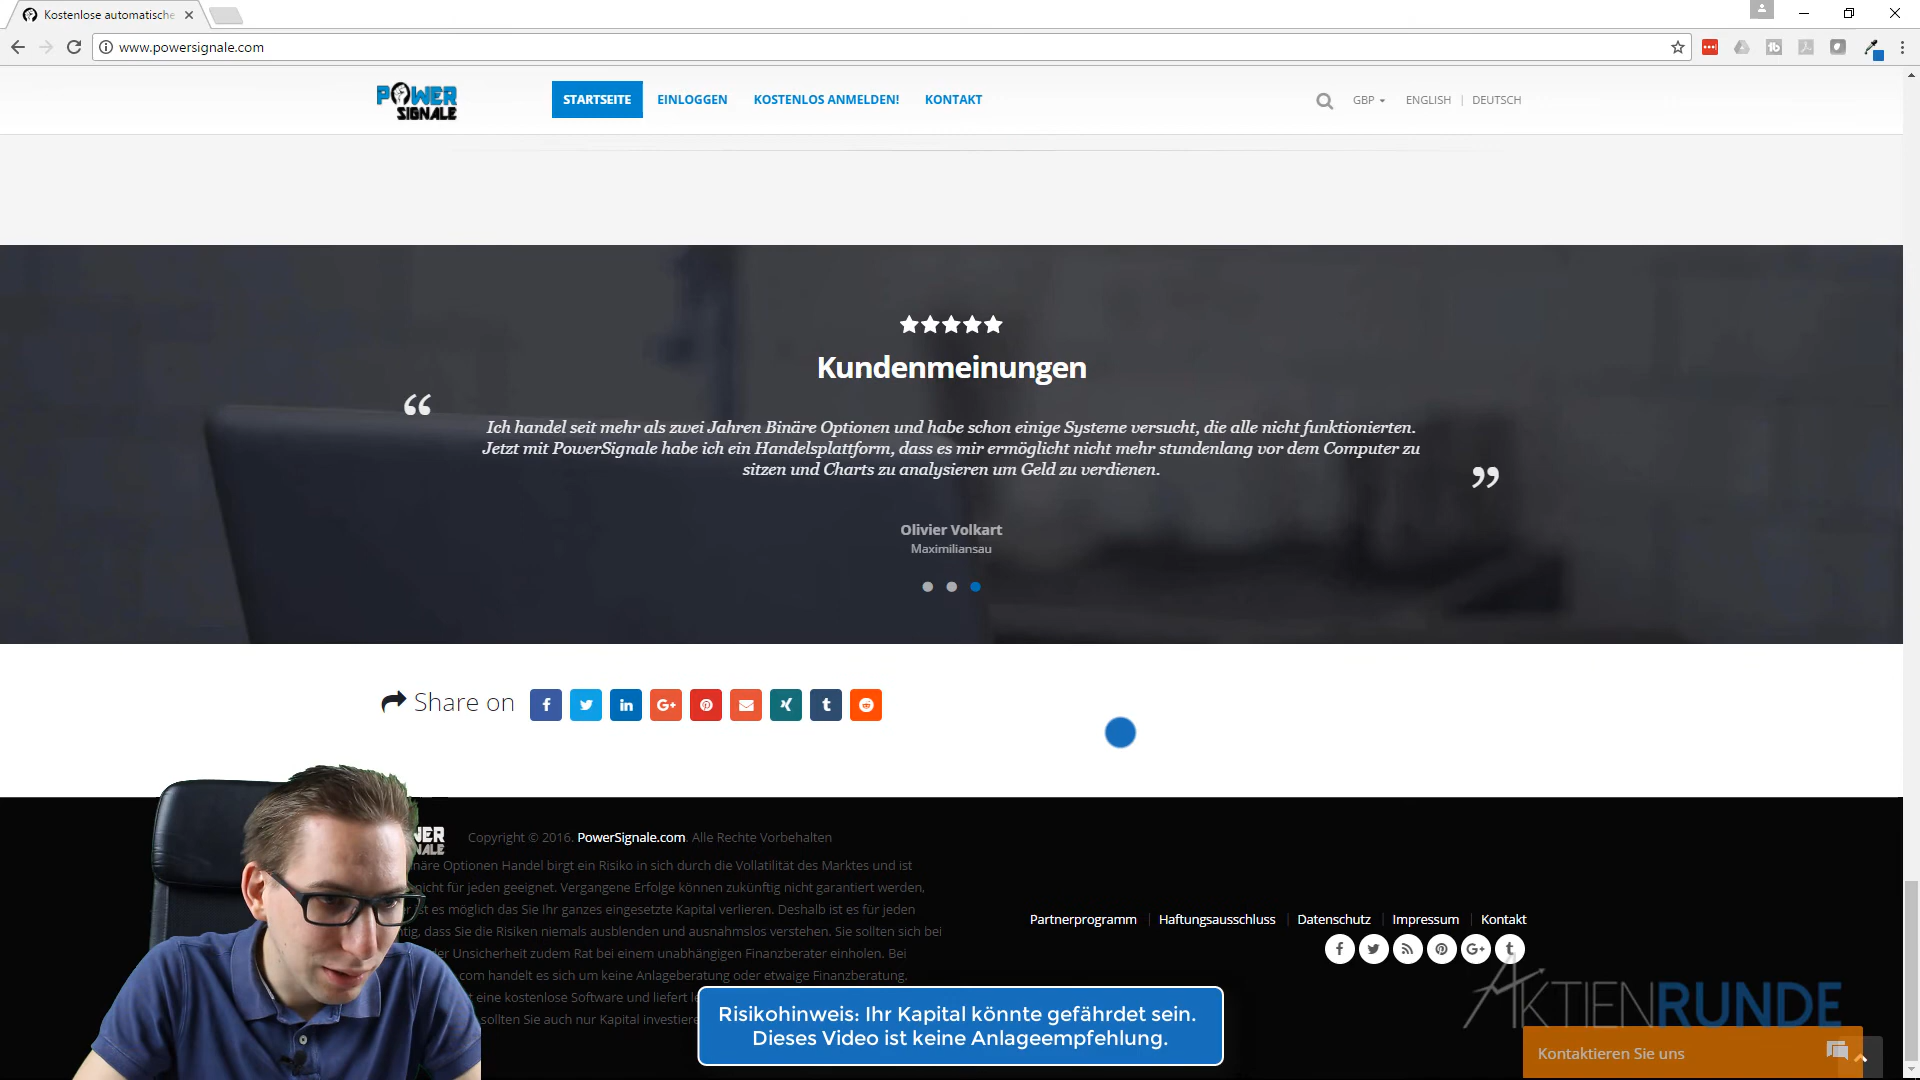 Kostenlose automatische
www.powersignale.com
POWER SIGNALE
STARTSEITE EINLOGGEN KOSTENLOS ANMELDEN! KONTAKT
GBP ENGLISH DEUTSCH
Kundenmeinungen
“
Ich handel seit mehr als zwei Jahren Binäre Optionen und habe schon einige Systeme versucht, die alle nicht funktionierten.
Jetzt mit PowerSignale habe ich ein Handelsplattform, dass es mir ermöglicht nicht mehr stundenlang vor dem Computer zu
sitzen und Charts zu analysieren um Geld zu verdienen.
”
Olivier Volkart
Maximiliansau
Share on
Copyright © 2016. PowerSignale.com. Alle Rechte Vorbehalten
Optionen Handel birgt ein Risiko in sich durch die Vollatilität des Marktes und ist
nicht für jeden geeignet. Vergangene Erfolge können zukünftig nicht garantiert werden,
ist es möglich das Sie Ihr ganzes eingesetzte Kapital verlieren. Deshalb ist es für jeden
dass Sie die Risiken niemals ausblenden und ausnahmslos verstehen. Sie sollten sich bei
der Unsicherheit zudem Rat bei einem unabhängigen Finanzberater einholen. Bei
com handelt es sich um keine Anlageberatung oder etwaige Finanzberatung.
eine kostenlose Software und liefert
sollten Sie auch nur Kapital
Partnerprogramm Haftungsausschluss Datenschutz Impressum Kontakt
AKTIENRUNDE
Risikohinweis: Ihr Kapital könnte gefährdet sein.
Dieses Video ist keine Anlageempfehlung.
Kontaktieren Sie uns